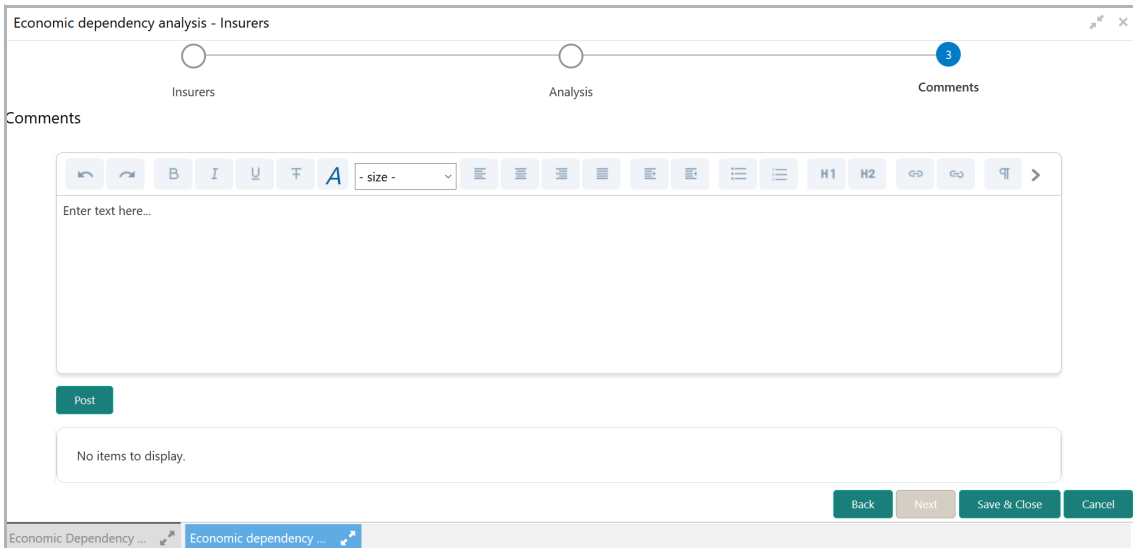 Economic dependency analysis - Insurers
3
Insurers Analysis Comments
Comments
B I U T A - size - H1 H2 ¶
Enter text here...
Post
No items to display.
Back Next Save & Close Cancel
Economic Dependency ... Economic dependency ...